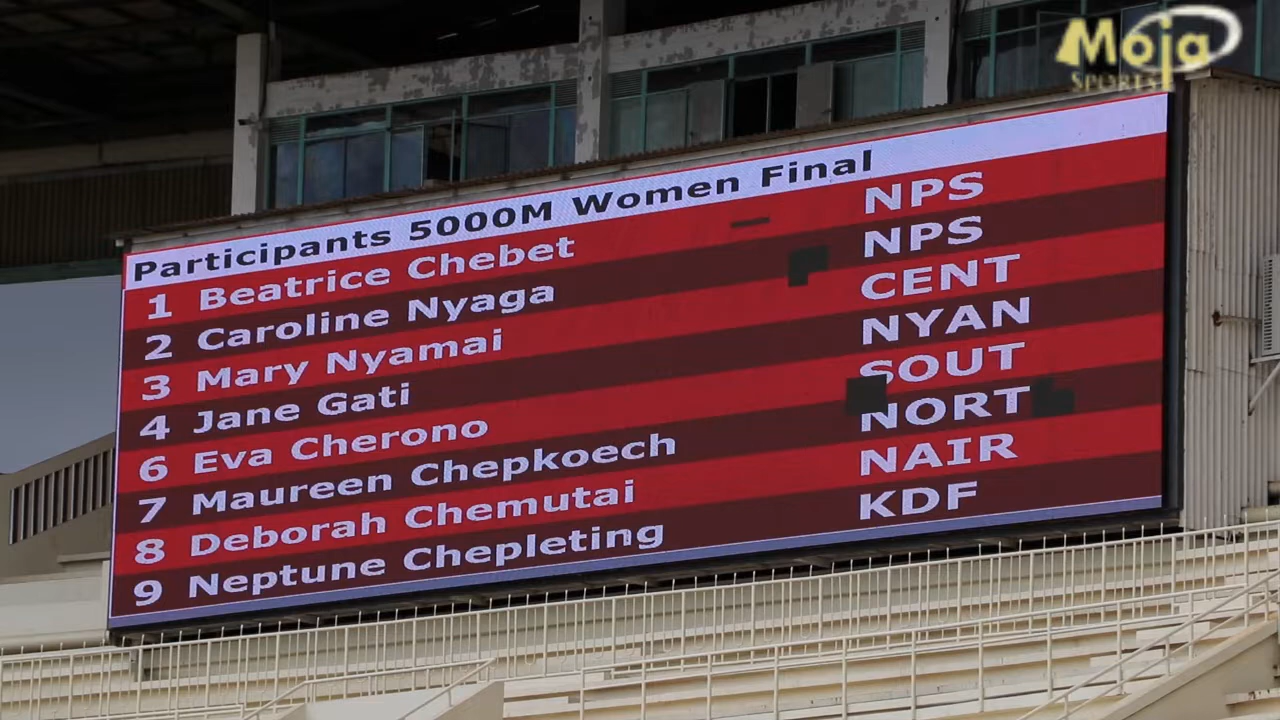 Moja
SPORTS
Participants 5000M Women Final
1 Beatrice Chebet NPS
2 Caroline Nyaga NPS
3 Mary Nyamai CENT
4 Jane Gati NYAN
6 Eva Cherono SOUT
7 Maureen Chepkoech NORT
8 Deborah Chemutai NAIR
9 Neptune Chepleting KDF